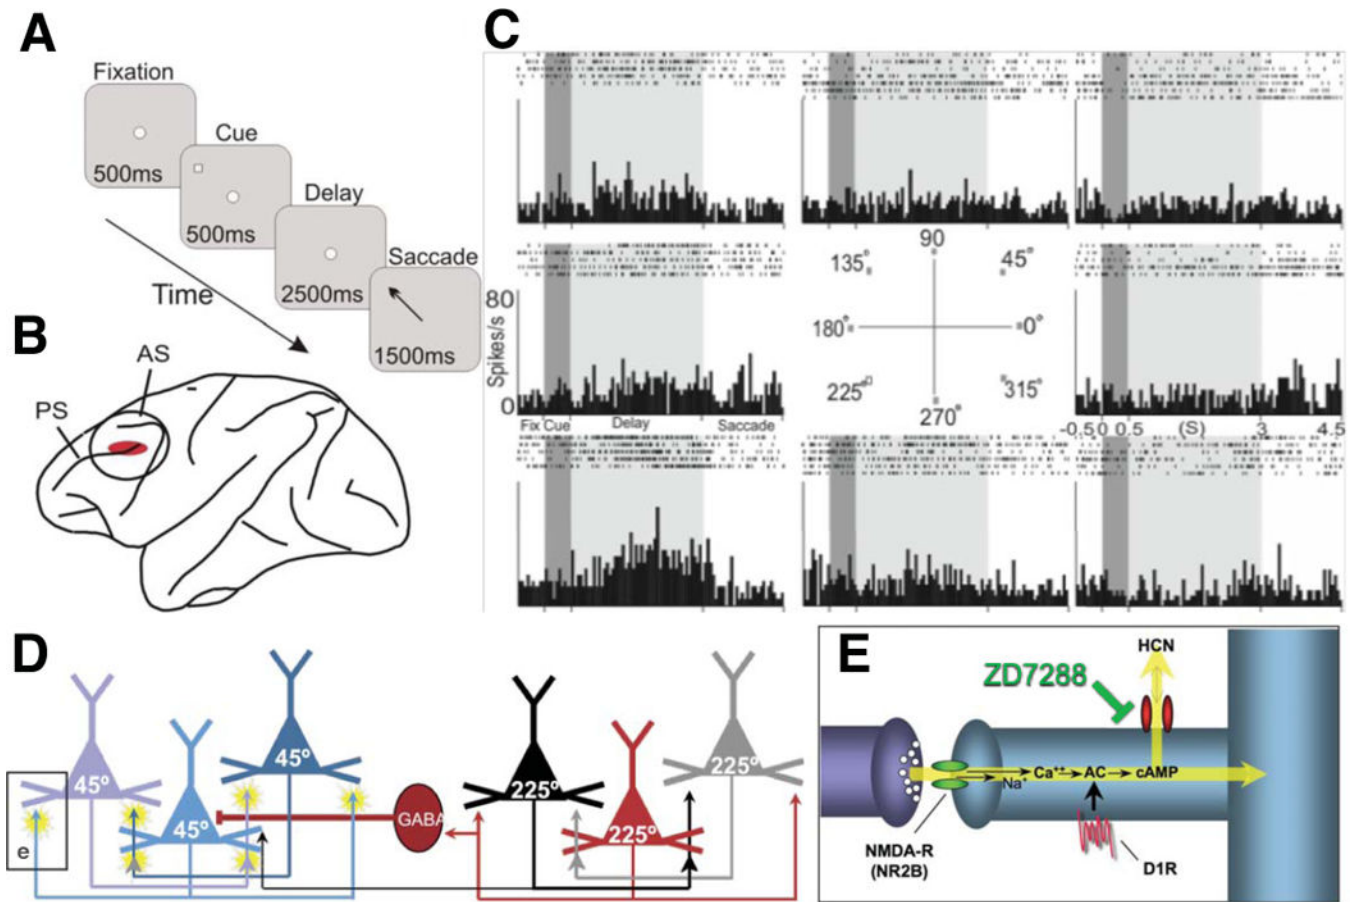 A
Fixation
500ms
Cue
500ms
Delay
2500ms
Saccade
1500ms
Time
B
AS
PS
C
80
Spikes/s
0
Fix Cue Delay Saccade
90°
135° 45°
180° 0°
225° 315°
270°
-0.5 0 0.5 (S) 3 4.5
D
45°
45°
45°
e
GABA
225°
225°
225°
E
HCN
ZD7288
Ca++ AC cAMP
Na+
NMDA-R
(NR2B)
D1R